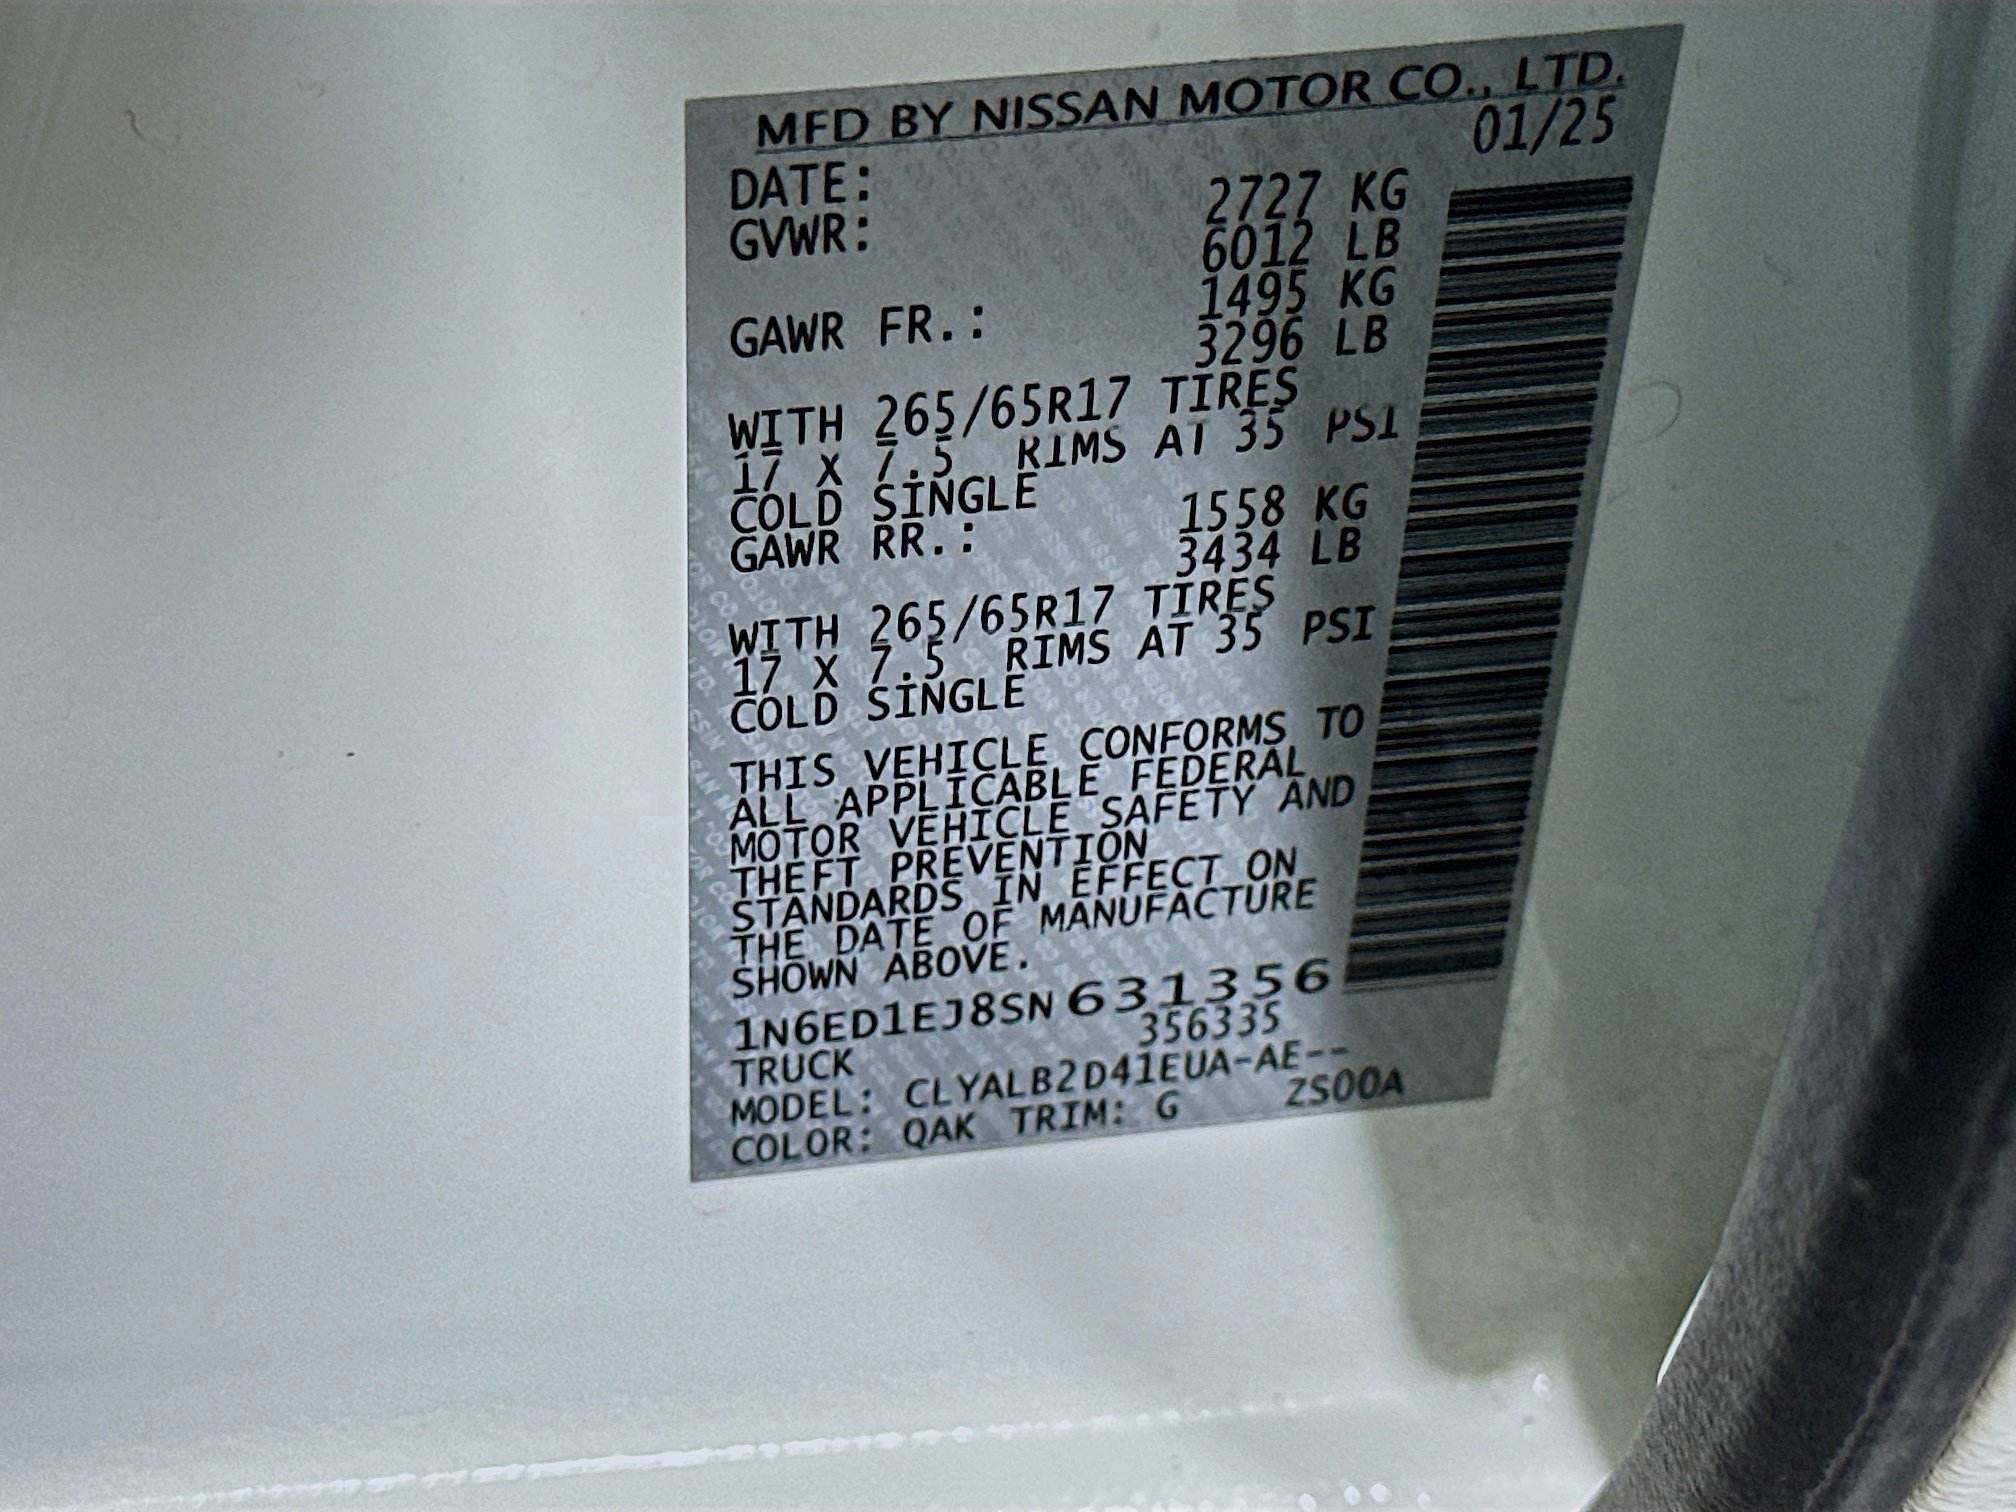 MFD BY NISSAN MOTOR CO., LTD.
DATE: 01/25
GVWR: 2727 KG
6012 LB
GAWR FR.: 1495 KG
3296 LB
WITH 265/65R17 TIRES
17 X 7.5 RIMS AT 35 PSI
COLD SINGLE
GAWR RR.: 1558 KG
3434 LB
WITH 265/65R17 TIRES
17 X 7.5 RIMS AT 35 PSI
COLD SINGLE
THIS VEHICLE CONFORMS TO
ALL APPLICABLE FEDERAL
MOTOR VEHICLE SAFETY AND
THEFT PREVENTION
STANDARDS IN EFFECT ON
THE DATE OF MANUFACTURE
SHOWN ABOVE.
1N6ED1EJ8SN631356
TRUCK 356335
MODEL: CLYALB2D41EUA-AE--
COLOR: QAK TRIM: G ZS00A